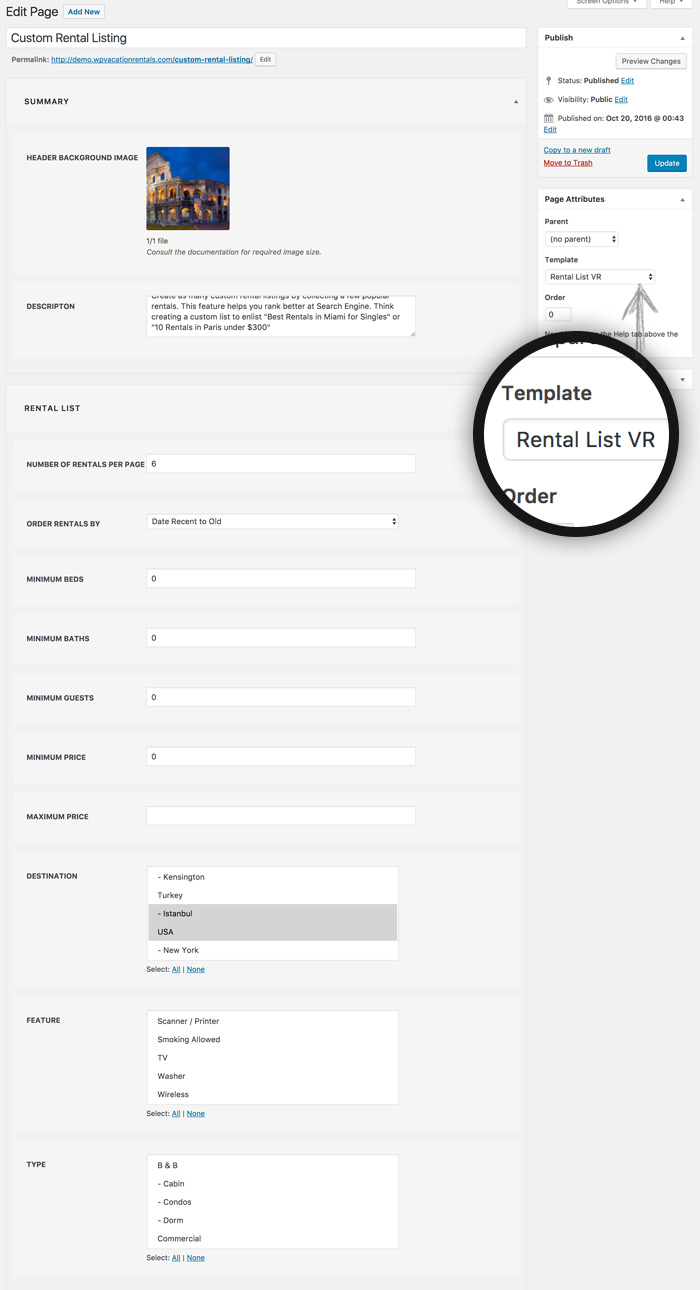 Edit Page Add New
Screen Options Help
Custom Rental Listing
Permalink: http://demo.wpvacationrentals.com/custom-rental-listing/ Edit
SUMMARY
HEADER BACKGROUND IMAGE
1/1 file
Consult the documentation for required image size.
DESCRIPTON
Create as many custom rental listings by collecting a few popular
rentals. This feature helps you rank better at Search Engine. Think
creating a custom list to enlist "Best Rentals in Miami for Singles" or
"10 Rentals in Paris under $300"
RENTAL LIST
NUMBER OF RENTALS PER PAGE 6
ORDER RENTALS BY Date Recent to Old
MINIMUM BEDS 0
MINIMUM BATHS 0
MINIMUM GUESTS 0
MINIMUM PRICE 0
MAXIMUM PRICE
DESTINATION
- Kensington
Turkey
- Istanbul
USA
- New York
Select: All | None
FEATURE
Scanner / Printer
Smoking Allowed
TV
Washer
Wireless
Select: All | None
TYPE
B & B
- Cabin
- Condos
- Dorm
Commercial
Select: All | None
Publish
Preview Changes
Status: Published Edit
Visibility: Public Edit
Published on: Oct 20, 2016 @ 00:43
Edit
Copy to a new draft
Move to Trash
Update
Page Attributes
Parent
(no parent)
Template
Rental List VR
Order
0
the Help tab above the
Template
Rental List VR
Order